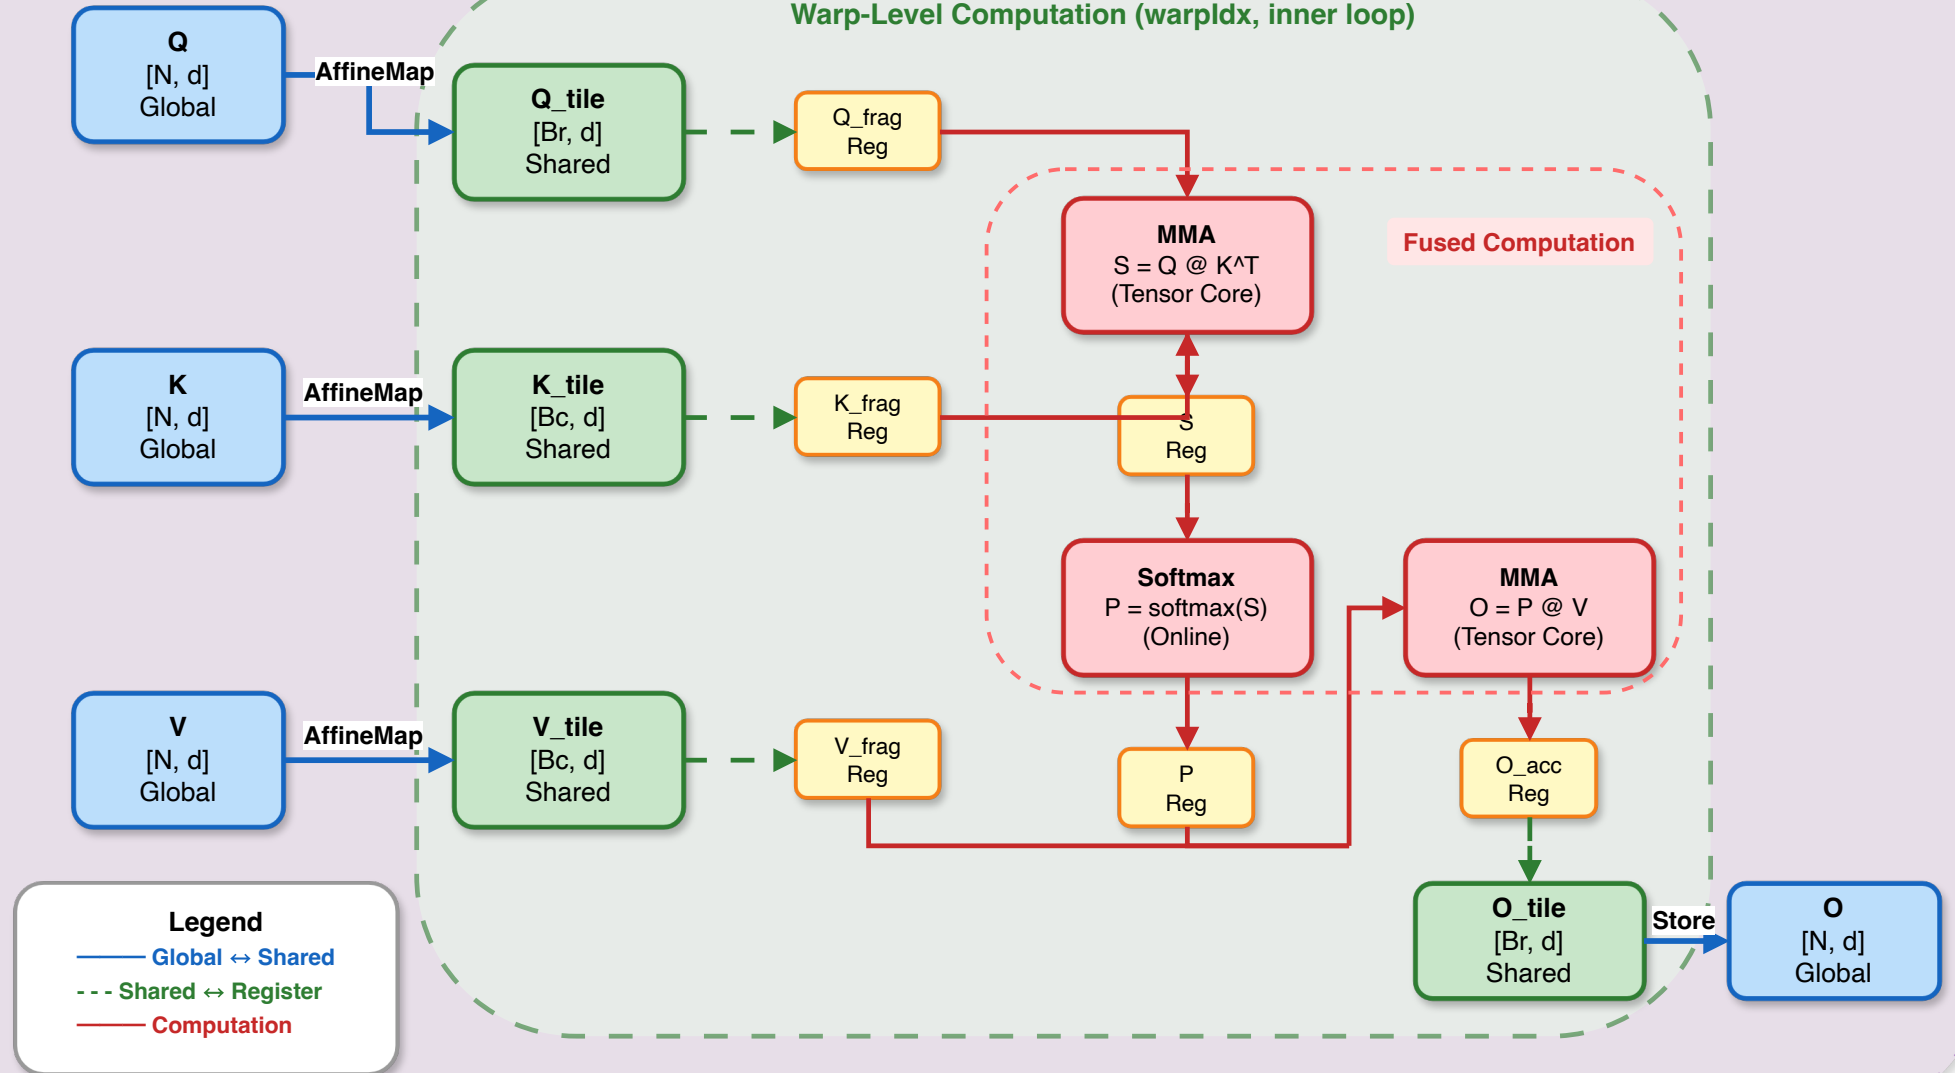 Warp-Level Computation (warpIdx, inner loop)
Q
[N, d]
Global
AffineMap
Q_tile
[Br, d]
Shared
Q_frag
Reg
MMA
S = Q @ K^T
(Tensor Core)
Fused Computation
K
[N, d]
Global
AffineMap
K_tile
[Bc, d]
Shared
K_frag
Reg
S
Reg
Softmax
P = softmax(S)
(Online)
MMA
O = P @ V
(Tensor Core)
V
[N, d]
Global
AffineMap
V_tile
[Bc, d]
Shared
V_frag
Reg
P
Reg
O_acc
Reg
O_tile
[Br, d]
Shared
Store
O
[N, d]
Global
Legend
Global ↔ Shared
- - - Shared ↔ Register
Computation